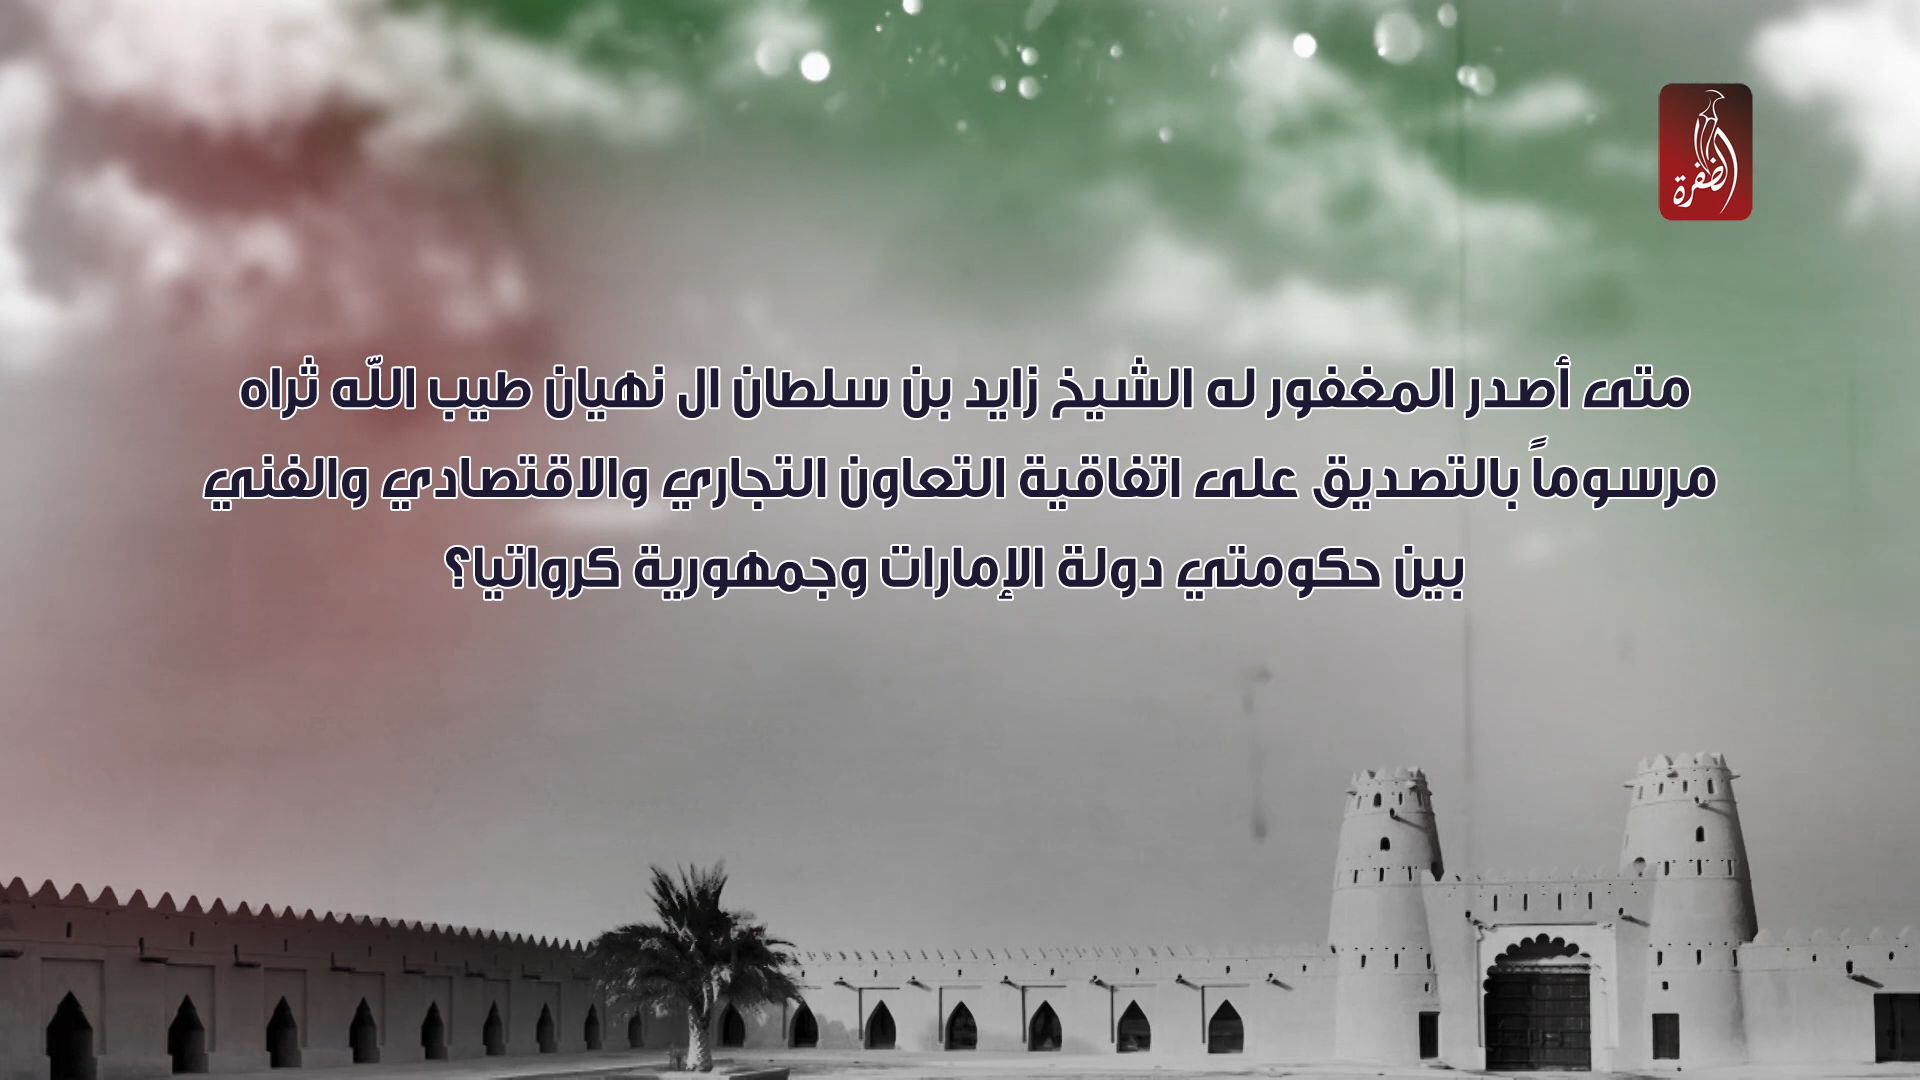 الظفرة
متى أصدر المغفور له الشيخ زايد بن سلطان ال نهيان طيب الله ثراه
مرسوماً بالتصديق على اتفاقية التعاون التجاري والاقتصادي والفني
بين حكومتي دولة الإمارات وجمهورية كرواتيا؟